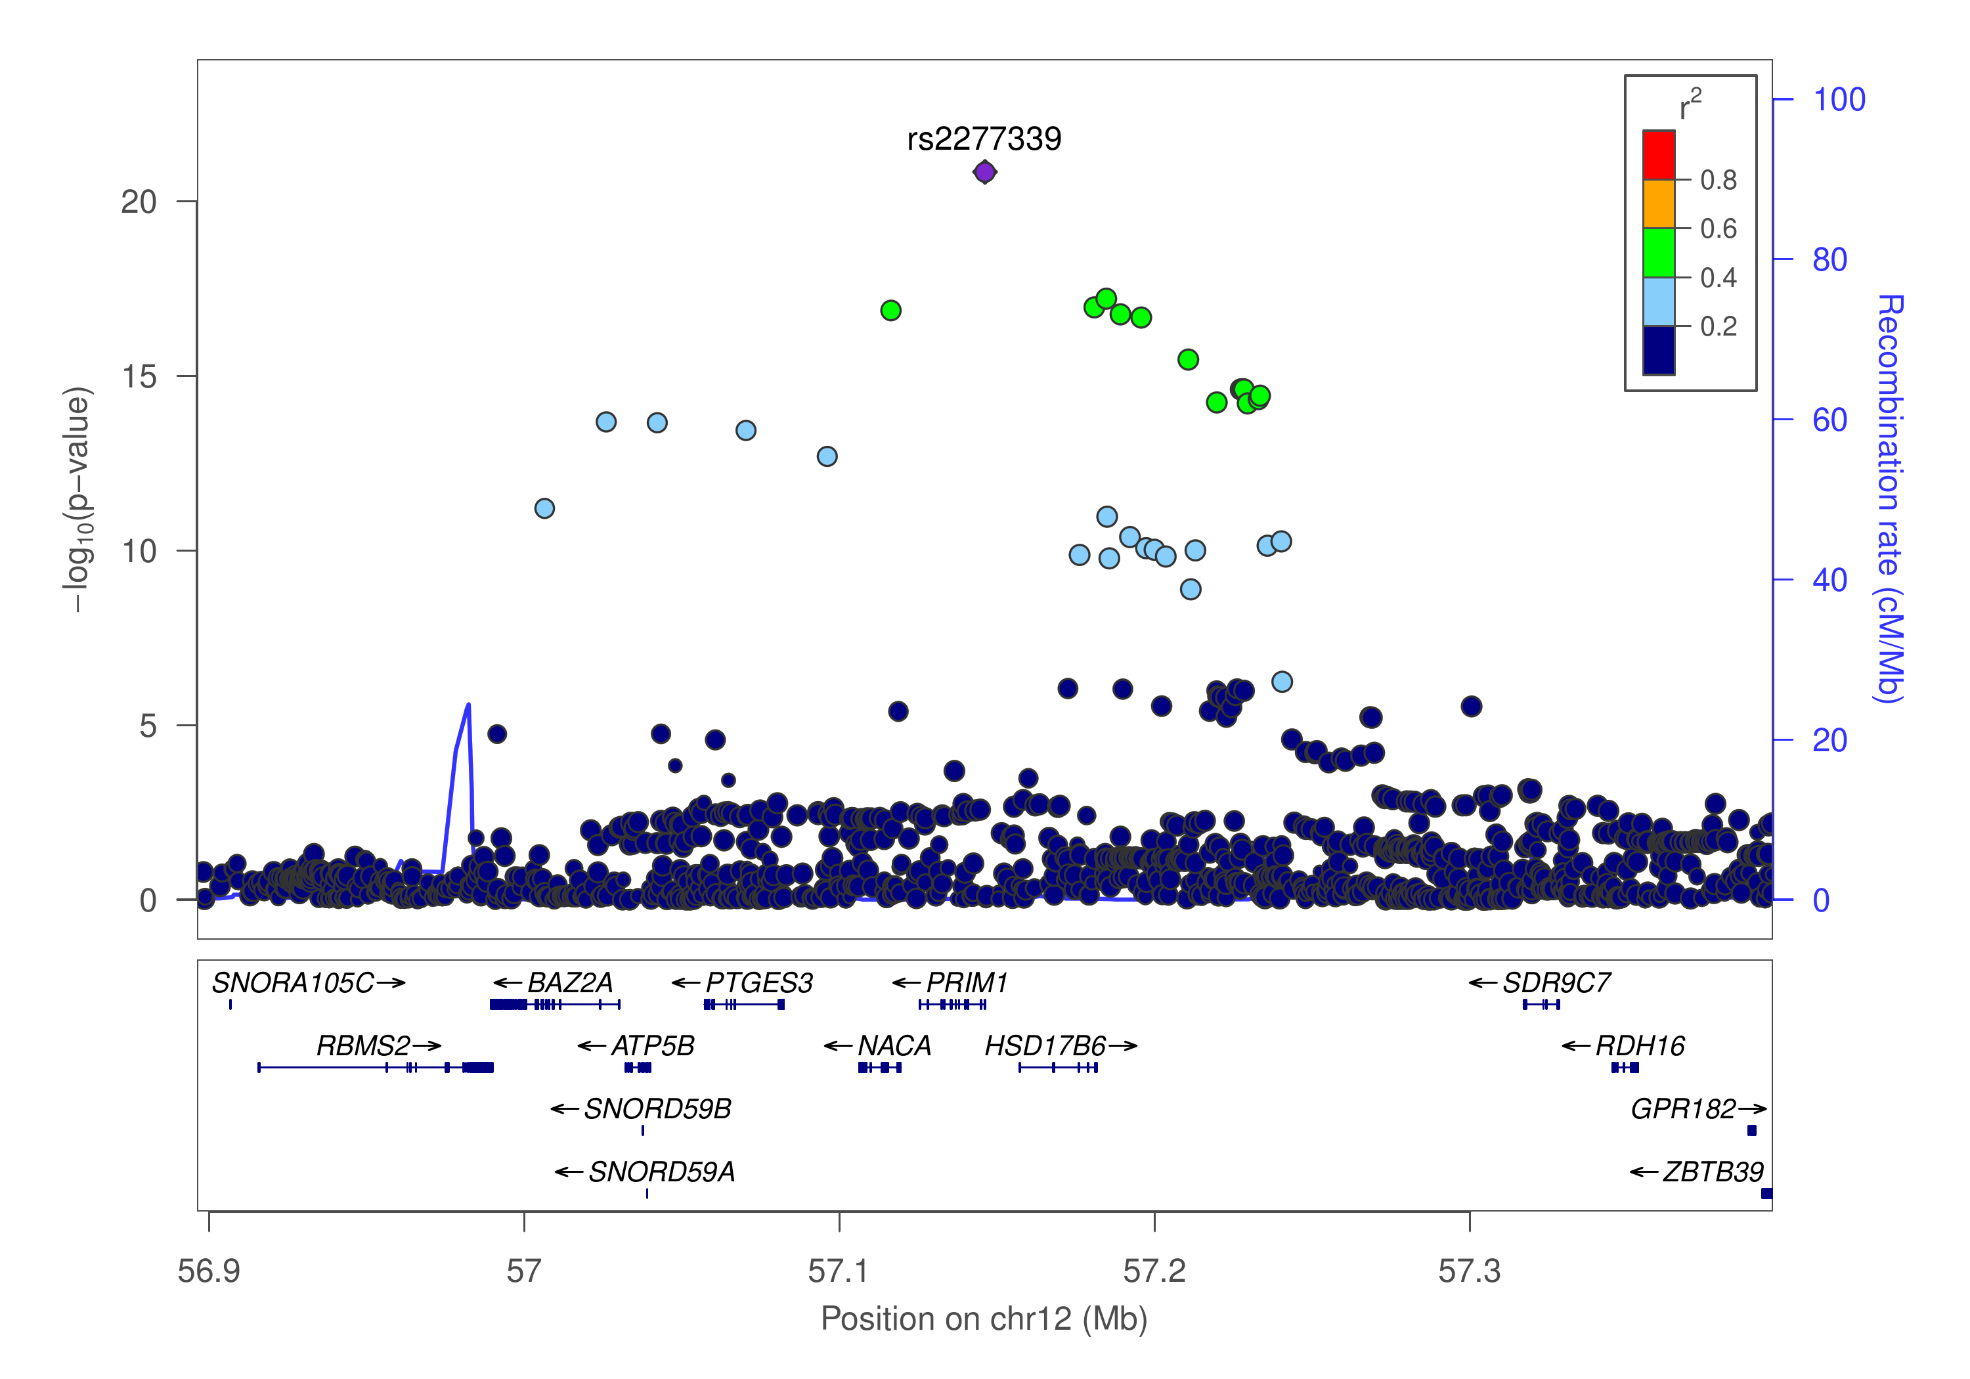 rs2277339
r2
0.8
0.6
0.4
0.2
20
15
10
5
0
−log10(p−value)
100
80
60
40
20
0
Recombination rate (cM/Mb)
SNORA105C→ ←BAZ2A ←PTGES3 ←PRIM1 ←SDR9C7
RBMS2→ ←ATP5B ←NACA HSD17B6→ ←RDH16
←SNORD59B GPR182→
←SNORD59A ←ZBTB39
56.9 57 57.1 57.2 57.3
Position on chr12 (Mb)